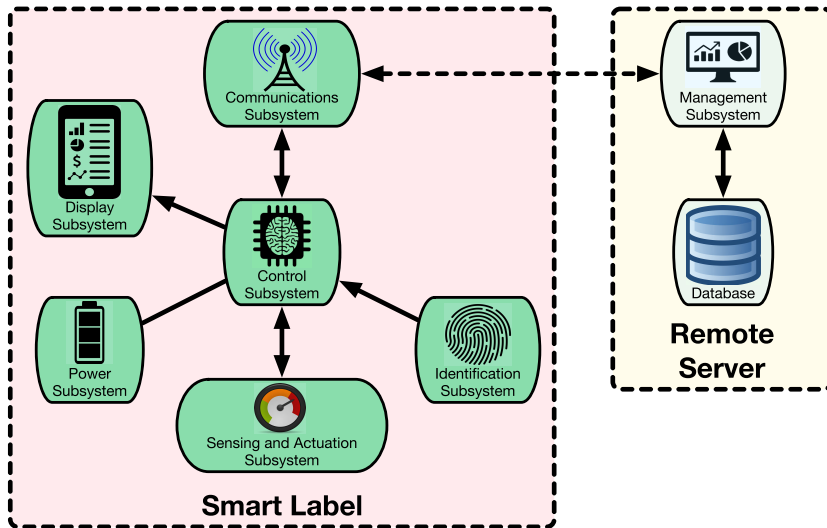 Communications
Subsystem
Management
Subsystem
$
Display
Subsystem
Control
Subsystem
Database
Power
Subsystem
Identification
Subsystem
Remote
Server
Sensing and Actuation
Subsystem
Smart Label